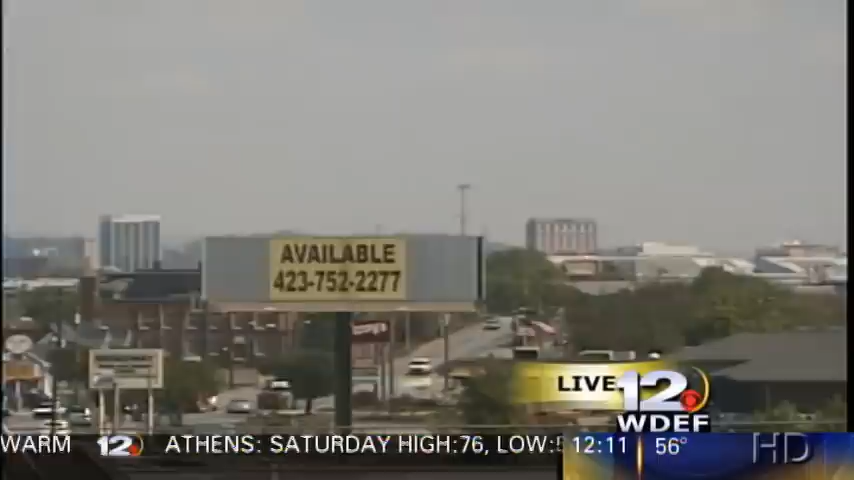 AVAILABLE
423-752-2277
LIVE 12
WDEF
WARM 12 ATHENS: SATURDAY HIGH:76, LOW: 12:11 56° HD